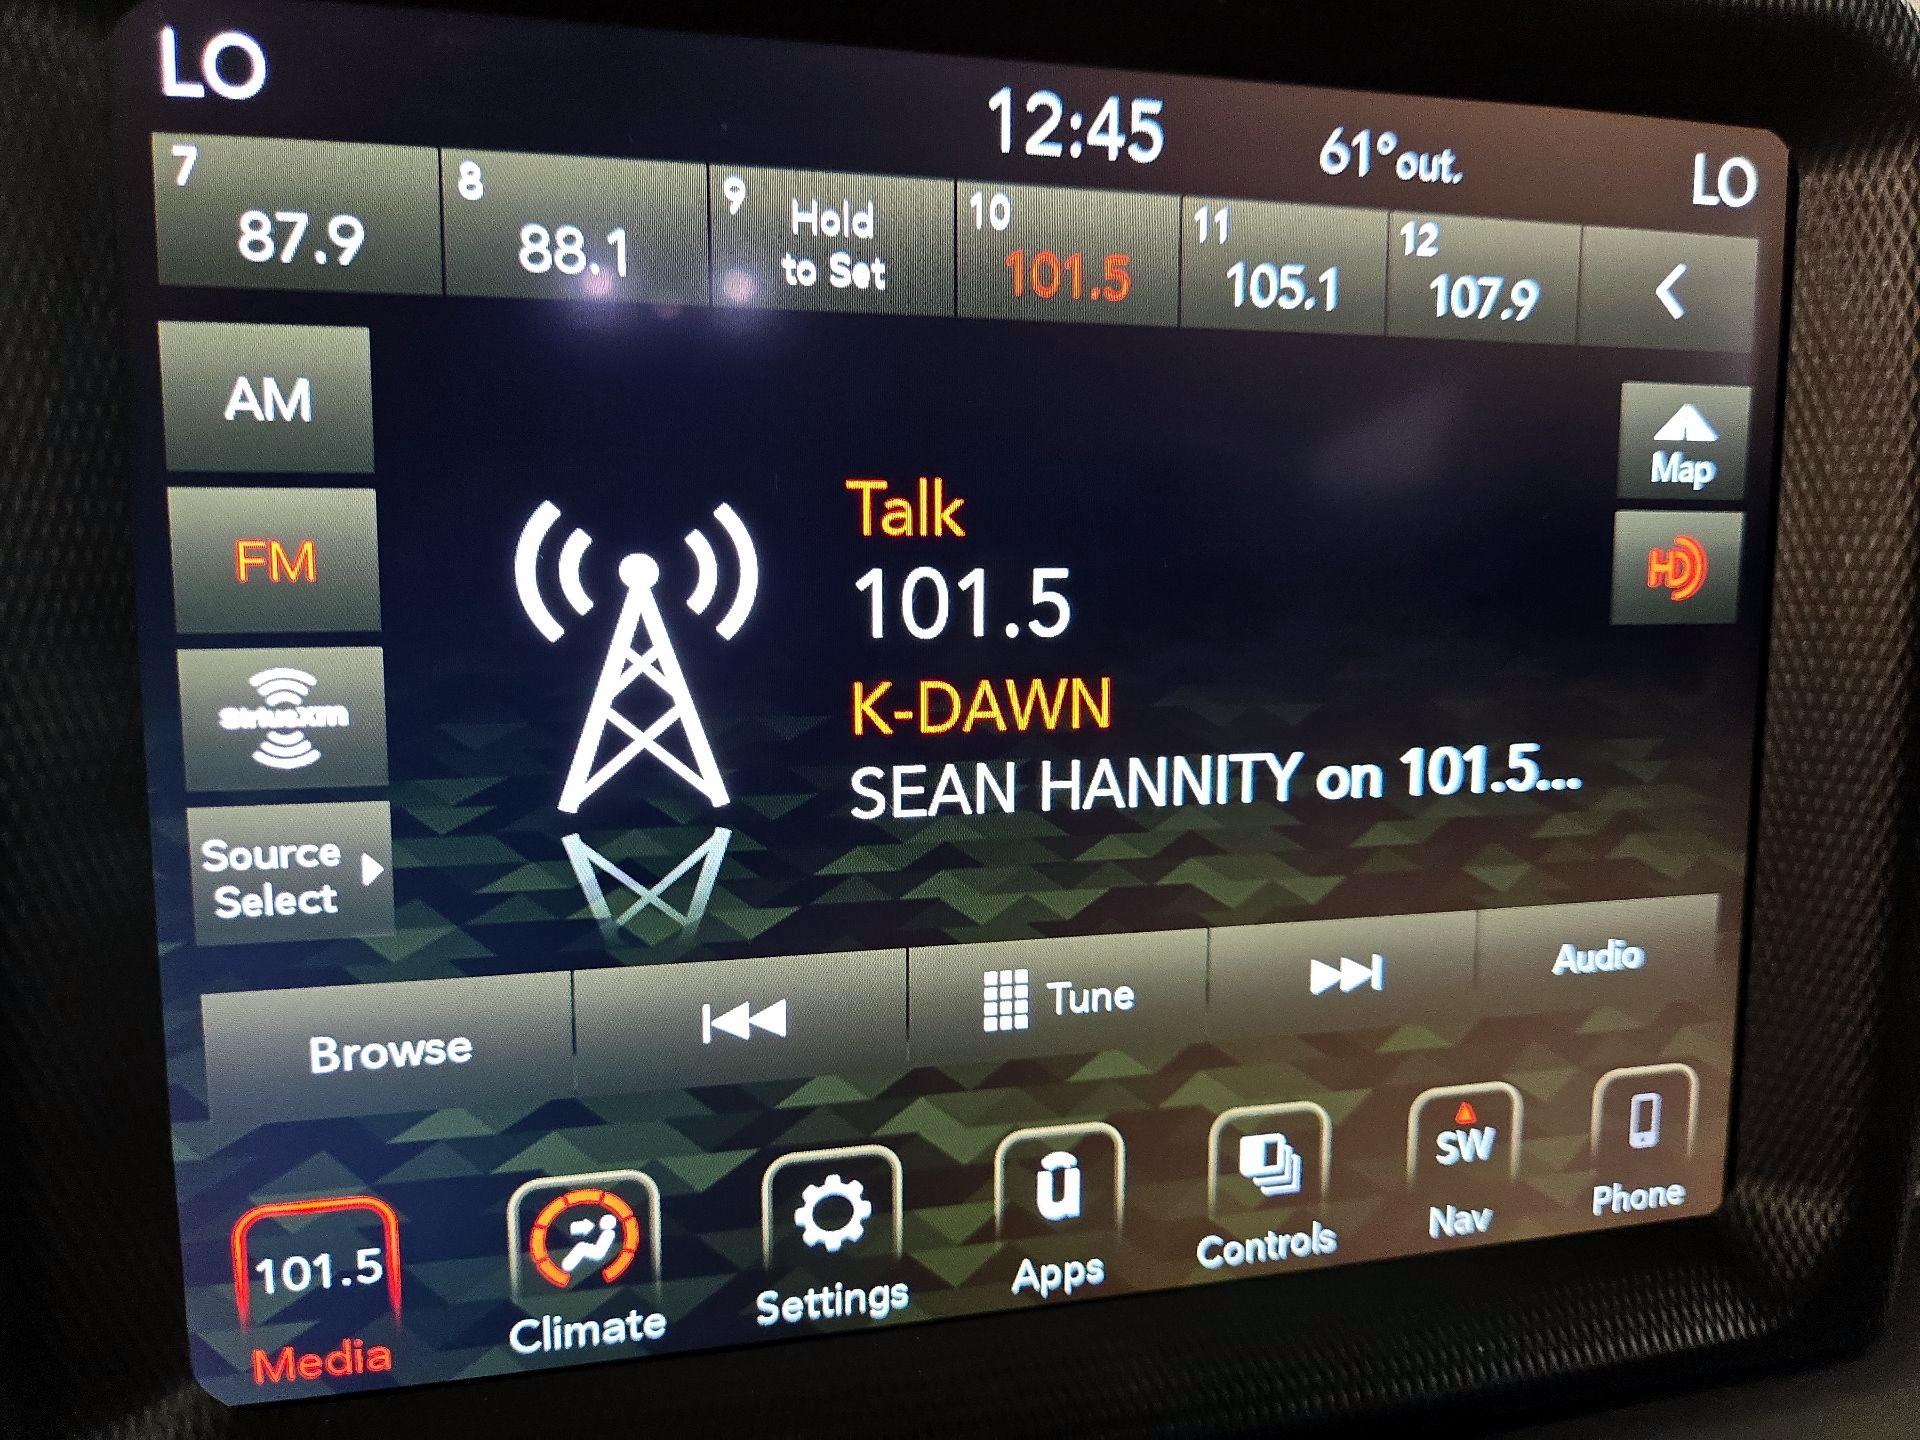 LO
12:45
61°out.
LO
7
87.9
8
88.1
9
Hold
to Set
10
101.5
11
105.1
12
107.9
AM
FM
siriusxm
Source
Select
Talk
101.5
K-DAWN
SEAN HANNITY on 101.5...
Map
HD
Browse
Tune
Audio
101.5
Media
Climate
Settings
u
Apps
Controls
SW
Nav
Phone